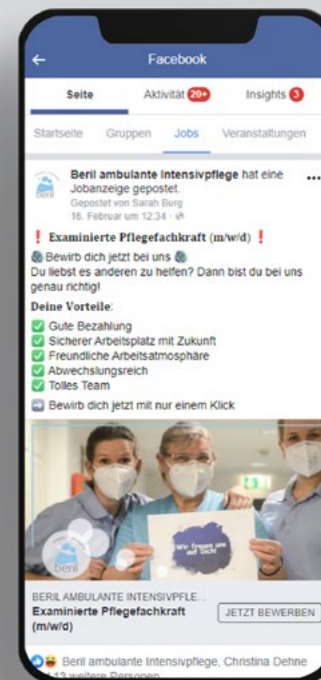 Facebook
Seite Aktivität 20+ Insights 3
Startseite Gruppen Jobs Veranstaltungen
Beril ambulante Intensivpflege hat eine
Jobanzeige gepostet.
Gepostet von Sarah Burg
16. Februar um 12:34 ·
❗ Examinierte Pflegefachkraft (m/w/d) ❗
Bewirb dich jetzt bei uns
Du liebst es anderen zu helfen? Dann bist du bei uns
genau richtig!
Deine Vorteile:
✅ Gute Bezahlung
✅ Sicherer Arbeitsplatz mit Zukunft
✅ Freundliche Arbeitsatmosphäre
✅ Abwechslungsreich
✅ Tolles Team
➡️ Bewirb dich jetzt mit nur einem Klick
Wir freuen uns
auf Dich!
beril
BERIL AMBULANTE INTENSIVPFLE...
Examinierte Pflegefachkraft
(m/w/d)
JETZT BEWERBEN
Beril ambulante Intensivpflege, Christina Dehne
13 weitere Personen